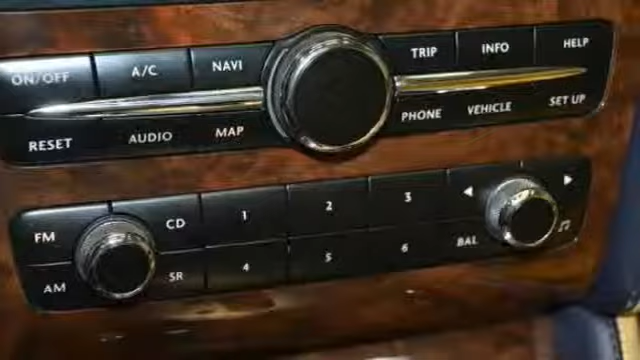 ON/OFF A/C NAVI TRIP INFO HELP
RESET AUDIO MAP PHONE VEHICLE SET UP
FM CD 1 2 3
AM SR 4 5 6 BAL